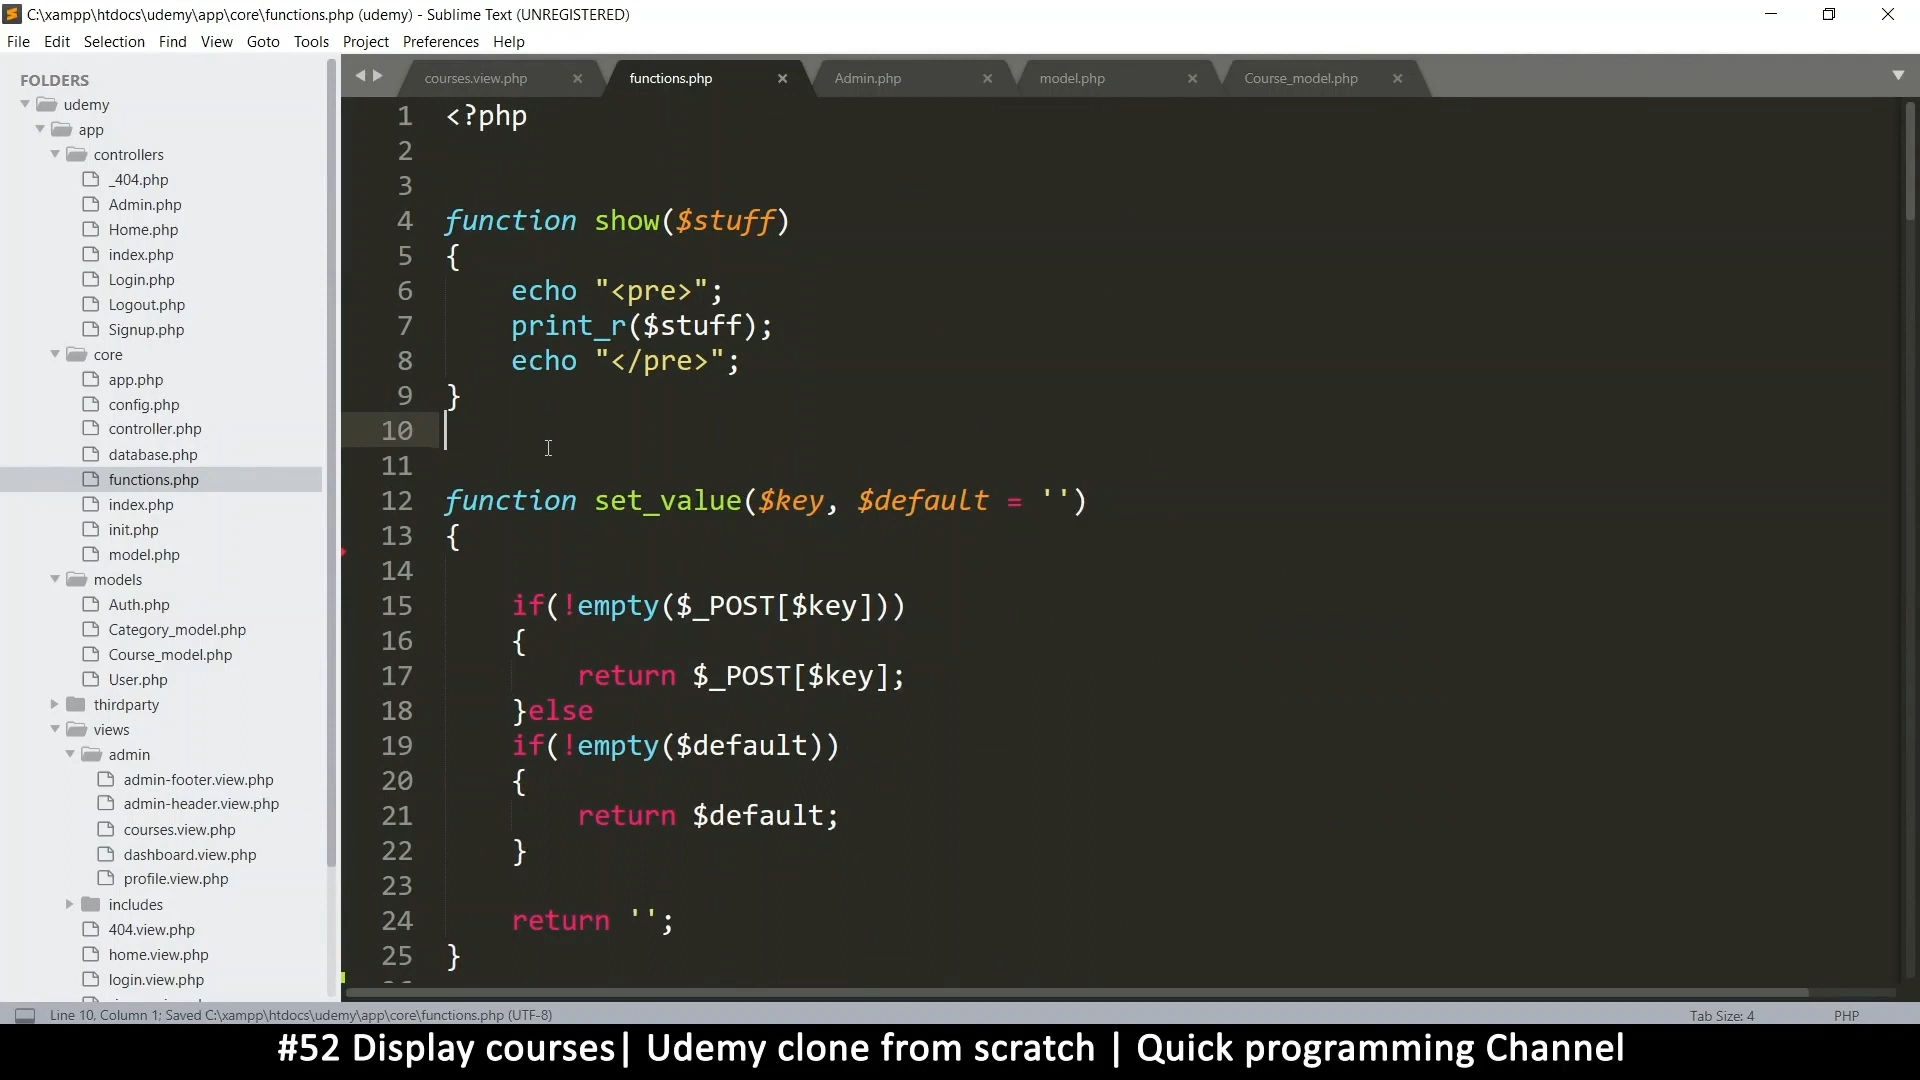 C:\xampp\htdocs\udemy\app\core\functions.php (udemy) - Sublime Text (UNREGISTERED)
File Edit Selection Find View Goto Tools Project Preferences Help
FOLDERS
udemy
app
controllers
_404.php
Admin.php
Home.php
index.php
Login.php
Logout.php
Signup.php
core
app.php
config.php
controller.php
database.php
functions.php
index.php
init.php
model.php
models
Auth.php
Category_model.php
Course_model.php
User.php
thirdparty
views
admin
admin-footer.view.php
admin-header.view.php
courses.view.php
dashboard.view.php
profile.view.php
includes
404.view.php
home.view.php
login.view.php
courses.view.php functions.php Admin.php model.php Course_model.php
1 <?php
2
3
4 function show($stuff)
5 {
6 echo "<pre>";
7 print_r($stuff);
8 echo "</pre>";
9 }
10
11
12 function set_value($key, $default = '')
13 {
14
15 if(!empty($_POST[$key]))
16 {
17 return $_POST[$key];
18 }else
19 if(!empty($default))
20 {
21 return $default;
22 }
23
24 return '';
25 }
Line 10, Column 1; Saved C:\xampp\htdocs\udemy\app\core\functions.php (UTF-8) Tab Size: 4 PHP
#52 Display courses| Udemy clone from scratch | Quick programming Channel